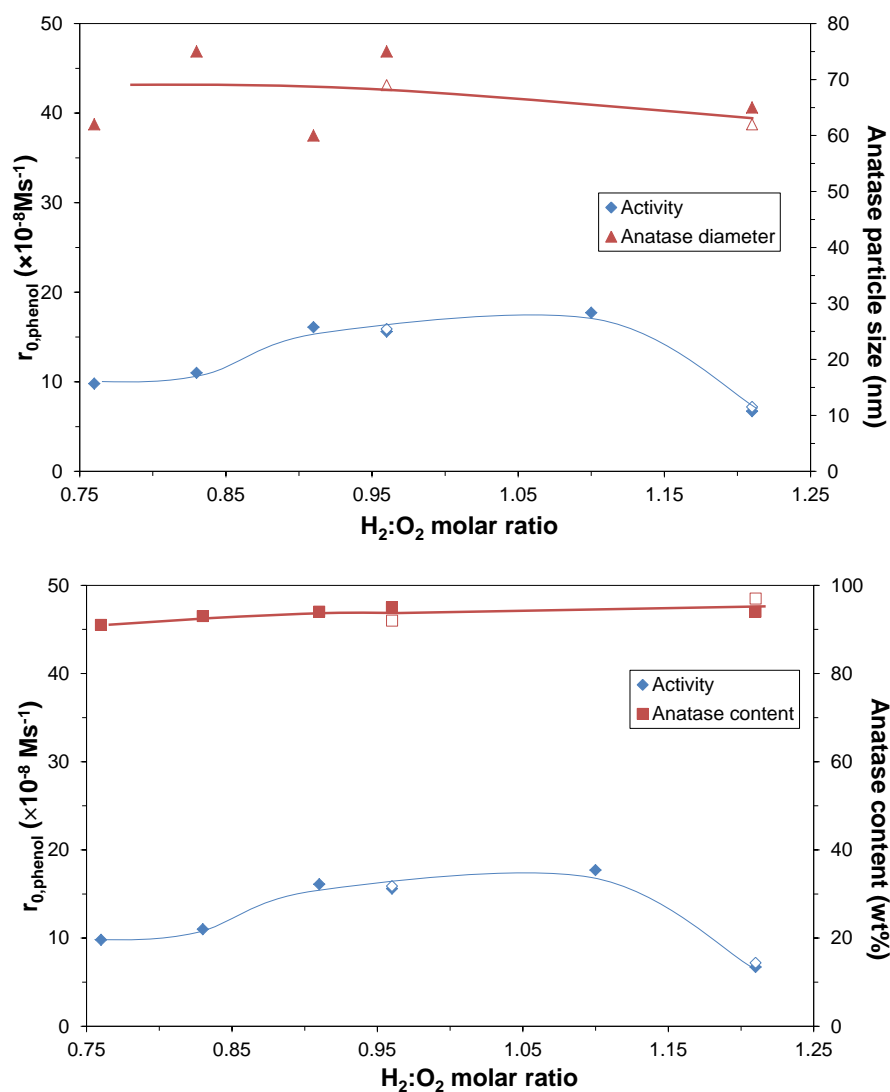 50
40
30
20
10
0
r0,phenol (×10-8Ms-1)
80
70
60
50
40
30
20
10
0
Anatase particle size (nm)
Activity
Anatase diameter
0.75 0.85 0.95 1.05 1.15 1.25
H2:O2 molar ratio
50
40
30
20
10
0
r0,phenol (×10-8 Ms-1)
100
80
60
40
20
0
Anatase content (wt%)
Activity
Anatase content
0.75 0.85 0.95 1.05 1.15 1.25
H2:O2 molar ratio